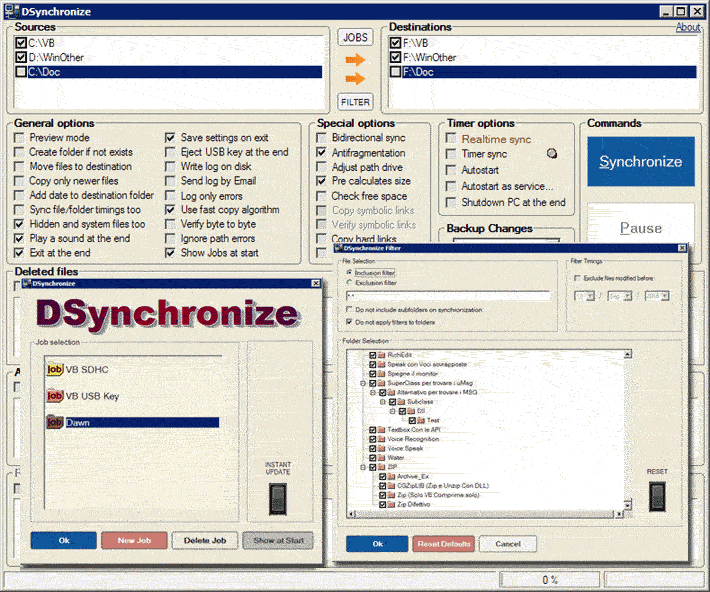 DSynchronize
Sources
C:\VB
D:\WinOther
C:\Doc
JOBS
FILTER
Destinations
About
F:\VB
F:\WinOther
F:\Doc
General options
Preview mode
Create folder if not exists
Move files to destination
Copy only newer files
Add date to destination folder
Sync file/folder timings too
Hidden and system files too
Play a sound at the end
Exit at the end
Save settings on exit
Eject USB key at the end
Write log on disk
Send log by Email
Log only errors
Use fast copy algorithm
Verify byte to byte
Ignore path errors
Show Jobs at start
Special options
Bidirectional sync
Antifragmentation
Adjust path drive
Pre calculates size
Check free space
Copy symbolic links
Verify symbolic links
Copy hard links
Timer options
Realtime sync
Timer sync
Autostart
Autostart as service...
Shutdown PC at the end
Backup Changes
Commands
Synchronize
Pause
Deleted files
DSynchronize
DSynchronize
Job selection
VB SDHC
VB USB Key
Dawn
INSTANT
UPDATE
Ok
New Job
Delete Job
Show at Start
DSynchronize Filter
File Selection
Inclusion filter
Exclusion filter
*.*
Do not include subfolders on synchronization
Do not apply filters to folders
Filter Timings
Exclude files modified before:
Folder Selection
RichEdit
Speak con Voci sovrapposte
Spegne il monitor
SuperClass per trovare i uMsg
Alternativo per trovare i MSG
Subclass
Dll
Test
Textbox Con le API
Voice Recognition
Voice Speak
Water
ZIP
Archive_Ex
CGZipLIB (Zip e Unzip Con DLL)
Zip (Solo VB Comprime solo)
Zip Difettivo
RESET
Ok
Reset Defaults
Cancel
0 %